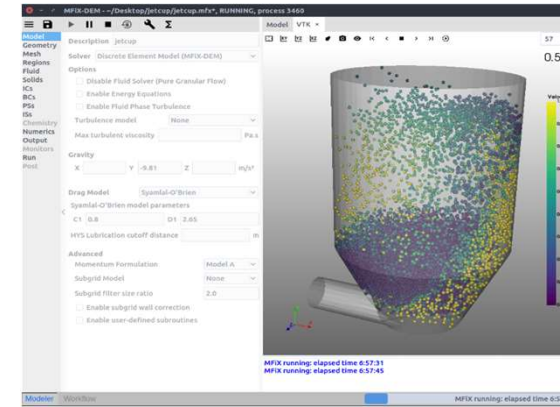 MFiX-DEM - ~/Desktop/jetcup/jetcup.mfx*, RUNNING, process 3460
Model
Geometry
Mesh
Regions
Fluid
Solids
ICs
BCs
PSs
ISs
Chemistry
Numerics
Output
Monitors
Run
Post
Description jetcup
Solver Discrete Element Model (MFiX-DEM)
Options
Disable Fluid Solver (Pure Granular Flow)
Enable Energy Equations
Enable Fluid Phase Turbulence
Turbulence model None
Max turbulent viscosity Pa.s
Gravity
X Y -9.81 Z m/s²
Drag Model Syamlal-O'Brien
Syamlal-O'Brien model parameters
C1 0.8 D1 2.65
HYS Lubrication cutoff distance m
Advanced
Momentum Formulation Model A
Subgrid Model None
Subgrid filter size ratio 2.0
Enable subgrid wall correction
Enable user-defined subroutines
Model VTK ×
57
0.5
Velo
MFiX running: elapsed time 6:57:31
MFiX running: elapsed time 6:57:45
Modeler Workflow
MFiX running: elapsed time